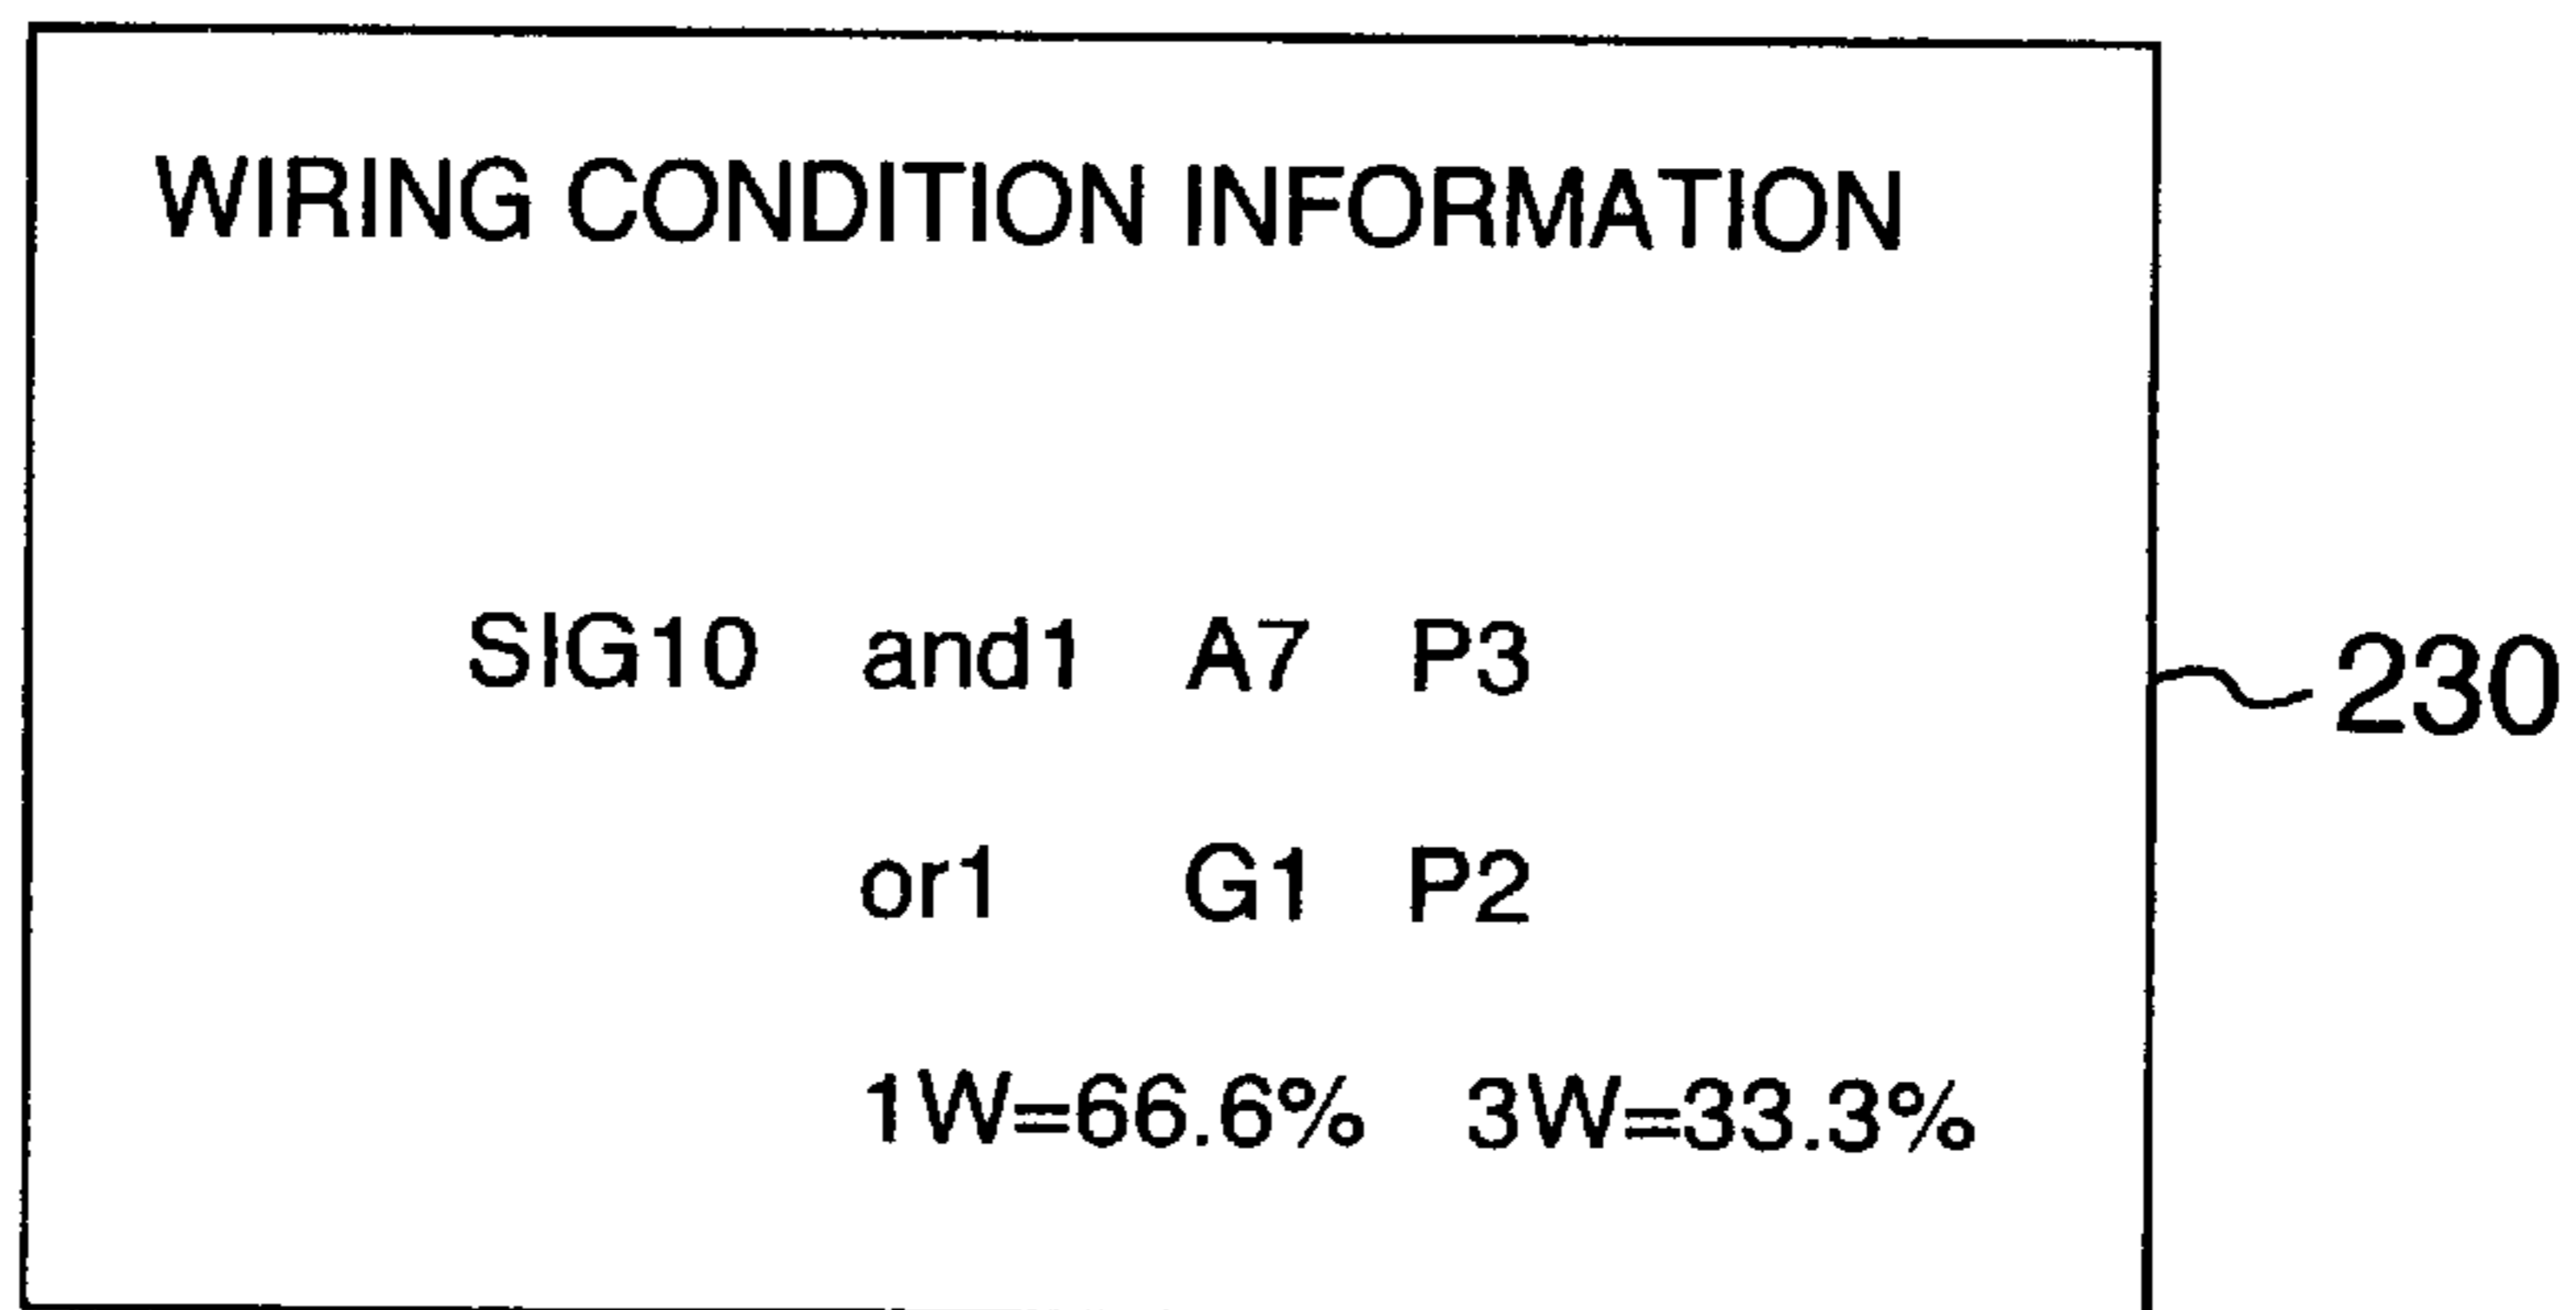 WIRING CONDITION INFORMATION
SIG10 and1 A7 P3
230
or1 G1 P2
1W=66.6% 3W=33.3%